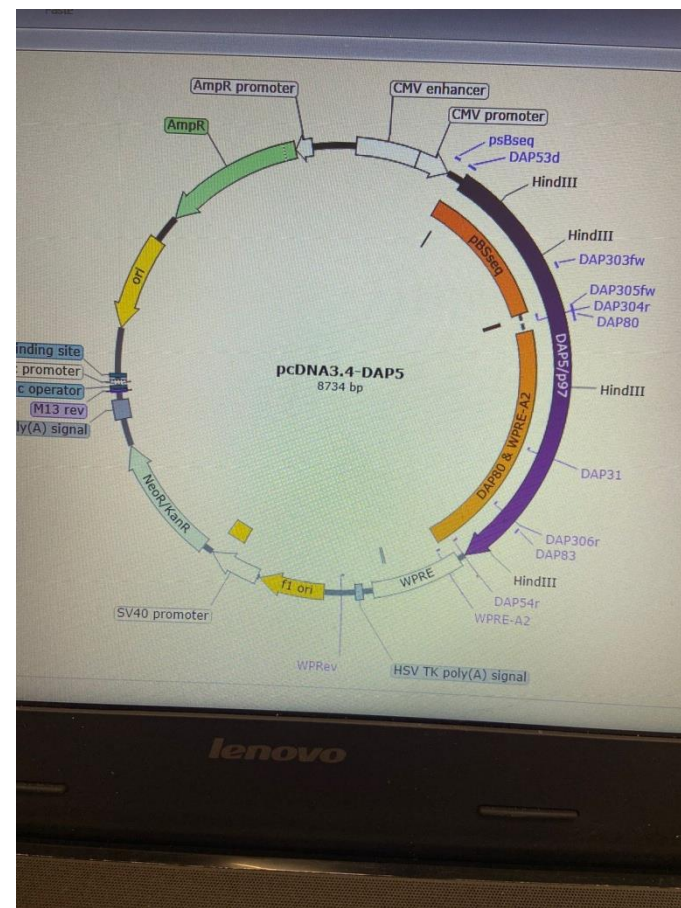 AmpR promoter
CMV enhancer
CMV promoter
AmpR
psBseq
DAP53d
HindIII
HindIII
DAP303fw
pBSseq
ori
DAP305fw
DAP304r
DAP80
inding site
promoter
c operator
M13 rev
ly(A) signal
pcDNA3.4-DAP5
8734 bp
DAP5/p97
HindIII
DAP80 & WPRE-A2
DAP31
NeoR/KanR
DAP306r
DAP83
HindIII
DAP54r
WPRE
WPRE-A2
f1 ori
SV40 promoter
WPRev
HSV TK poly(A) signal
lenovo